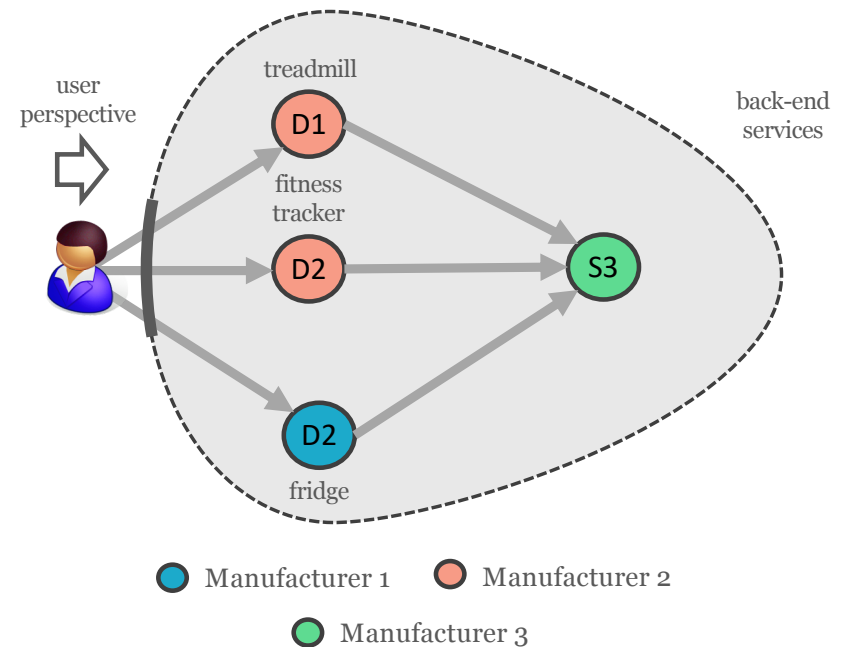 treadmill
user
perspective
back-end
services
D1
fitness
tracker
D2
S3
D2
fridge
Manufacturer 1
Manufacturer 2
Manufacturer 3